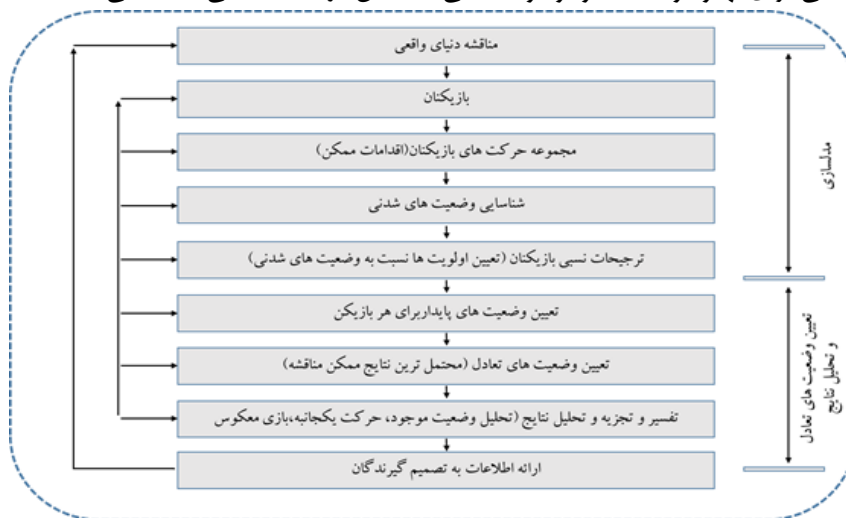 مناقشه دنیای واقعی
بازیکنان
مجموعه حرکت های بازیکنان(اقدامات ممکن)
شناسایی وضعیت های شدنی
ترجیحات نسبی بازیکنان (تعیین اولویت ها نسبت به وضعیت های شدنی)
تعیین وضعیت های پایداربرای هر بازیکن
تعیین وضعیت های تعادل (محتمل ترین نتایج ممکن مناقشه)
تفسیر و تجزیه و تحلیل نتایج (تحلیل وضعیت موجود، حرکت یکجانبه،بازی معکوس
ارائه اطلاعات به تصمیم گیرندگان
مدلسازی
تعیین وضعیت های تعادل
و تحلیل نتایج